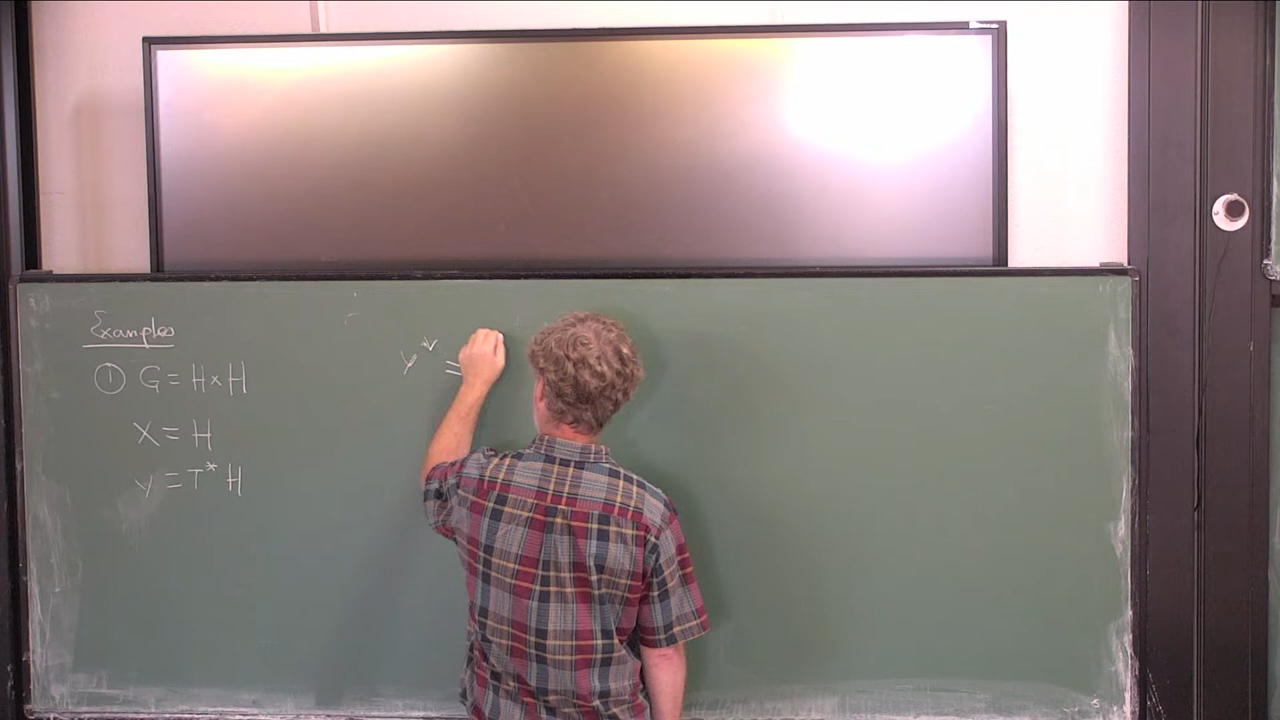 Examples
① G = H × H
X = H
Y = T* H
Y^∨ =